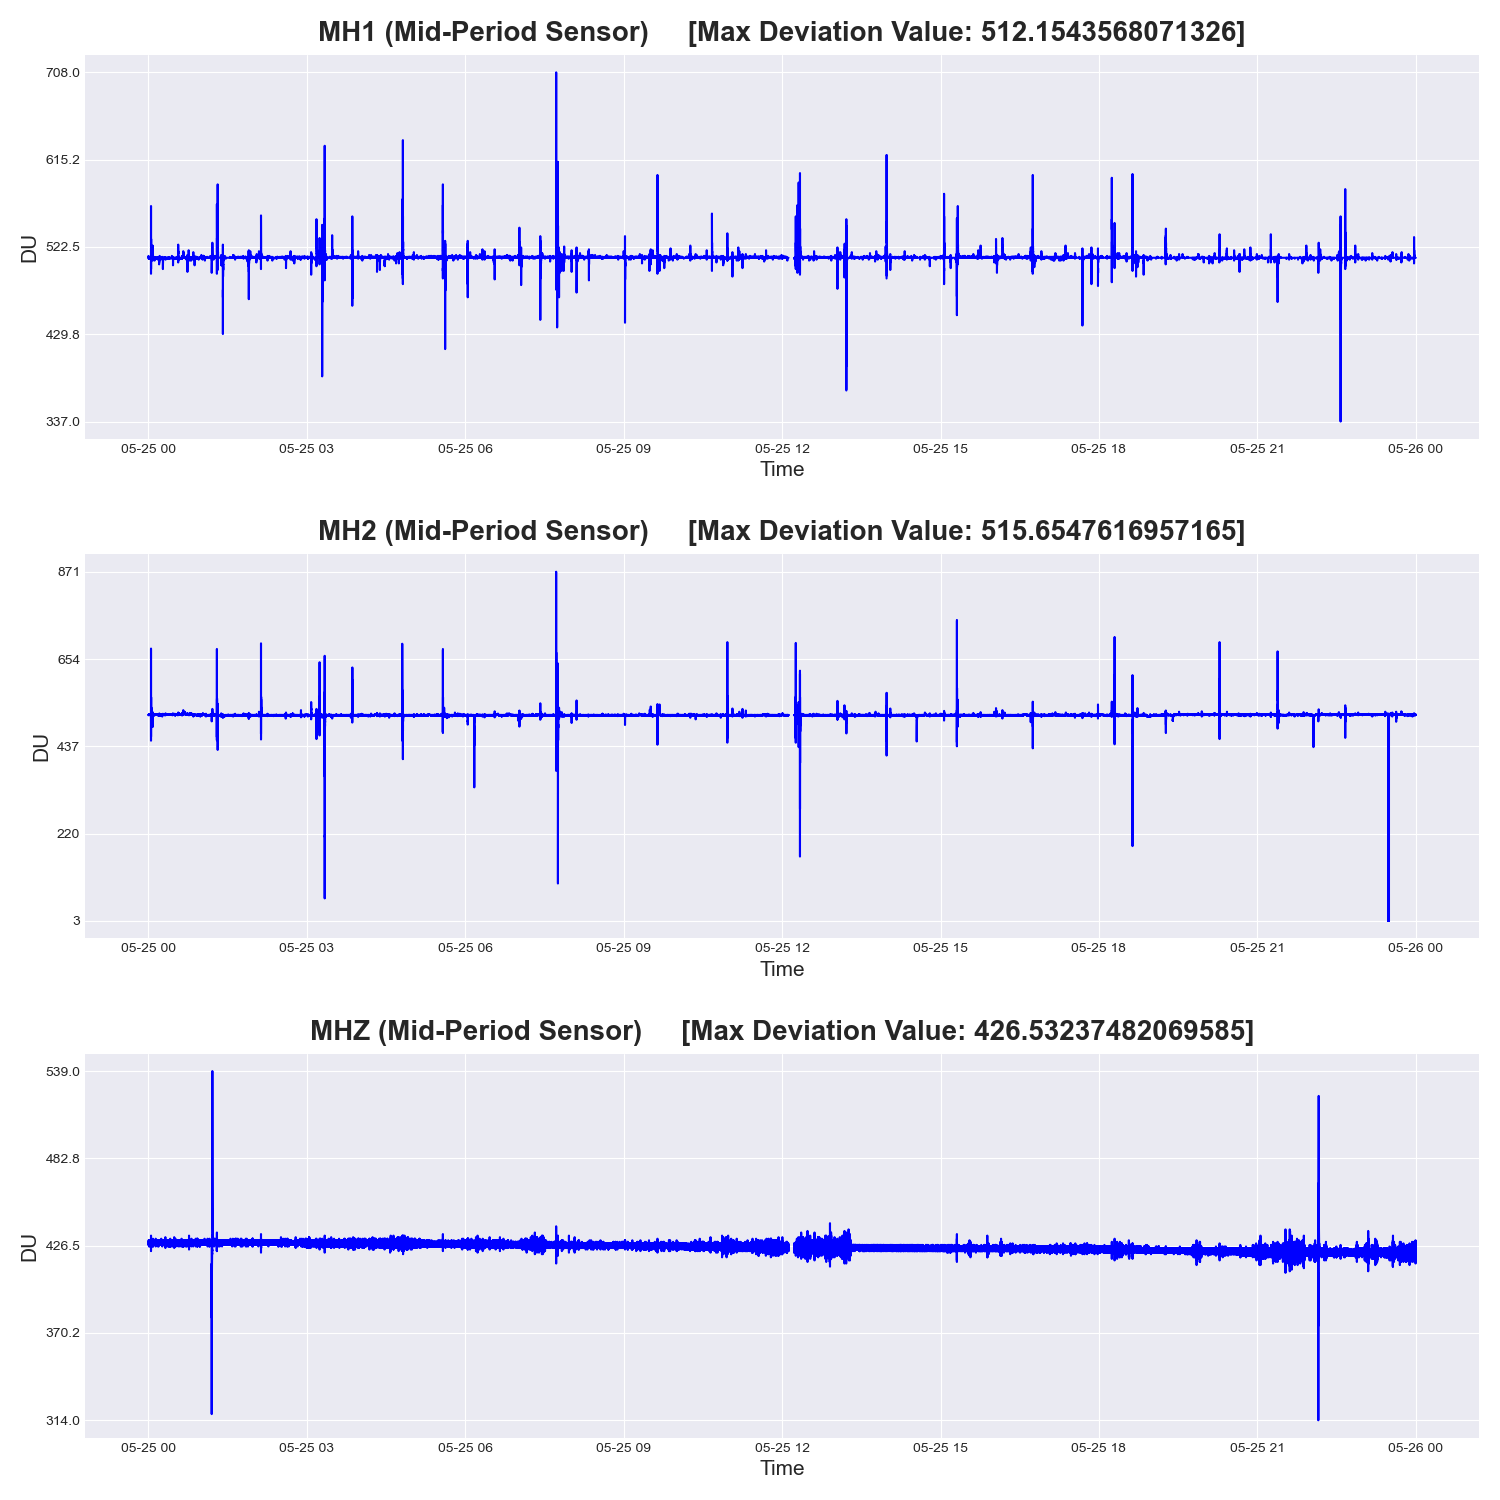 MH1 (Mid-Period Sensor) [Max Deviation Value: 512.1543568071326]
708.0
615.2
522.5
429.8
337.0
DU
05-25 00 05-25 03 05-25 06 05-25 09 05-25 12 05-25 15 05-25 18 05-25 21 05-26 00
Time
MH2 (Mid-Period Sensor) [Max Deviation Value: 515.6547616957165]
871
654
437
220
3
DU
05-25 00 05-25 03 05-25 06 05-25 09 05-25 12 05-25 15 05-25 18 05-25 21 05-26 00
Time
MHZ (Mid-Period Sensor) [Max Deviation Value: 426.53237482069585]
539.0
482.8
426.5
370.2
314.0
DU
05-25 00 05-25 03 05-25 06 05-25 09 05-25 12 05-25 15 05-25 18 05-25 21 05-26 00
Time